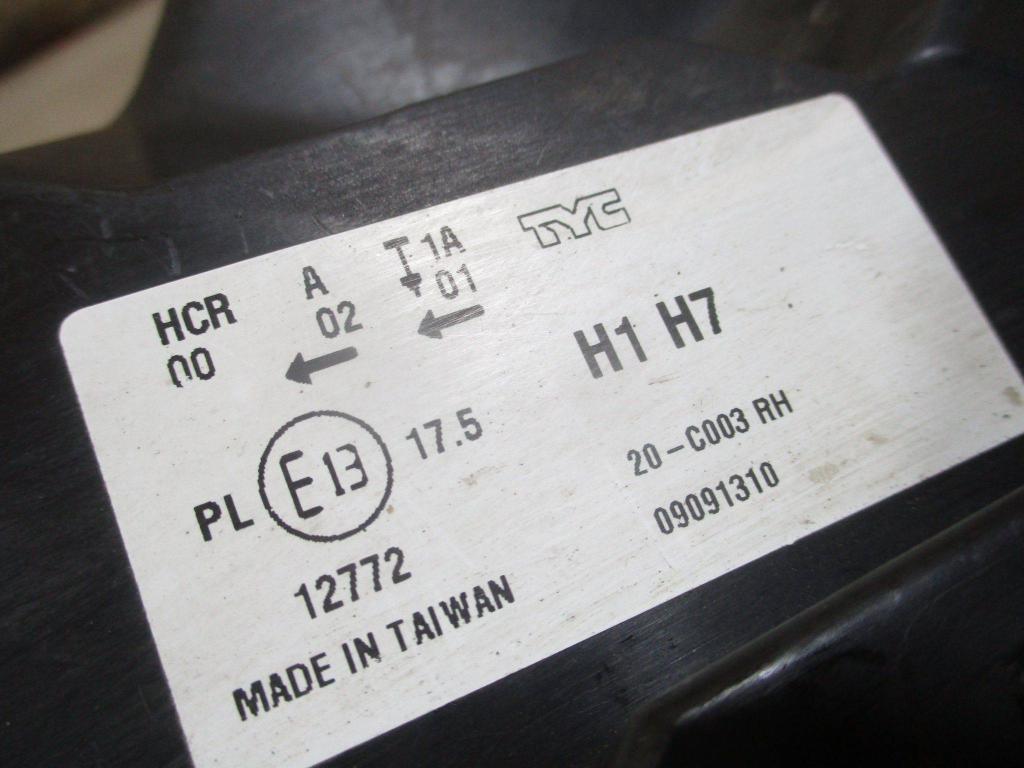 TYC
HCR A 1A
00 02 01
H1 H7
E13 17.5
PL
20-C003 RH
12772
09091310
MADE IN TAIWAN